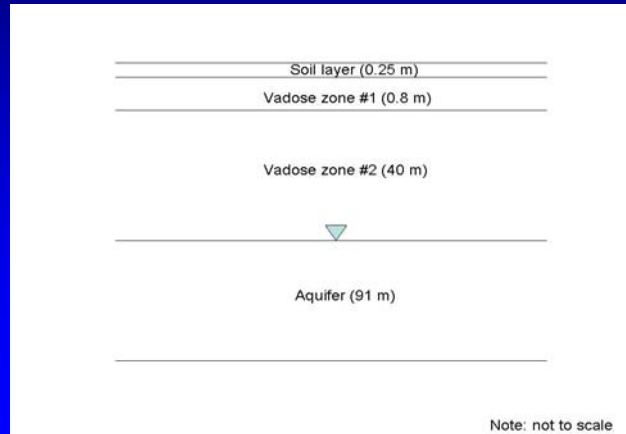 Soil layer (0.25 m)
Vadose zone #1 (0.8 m)
Vadose zone #2 (40 m)
Aquifer (91 m)
Note: not to scale